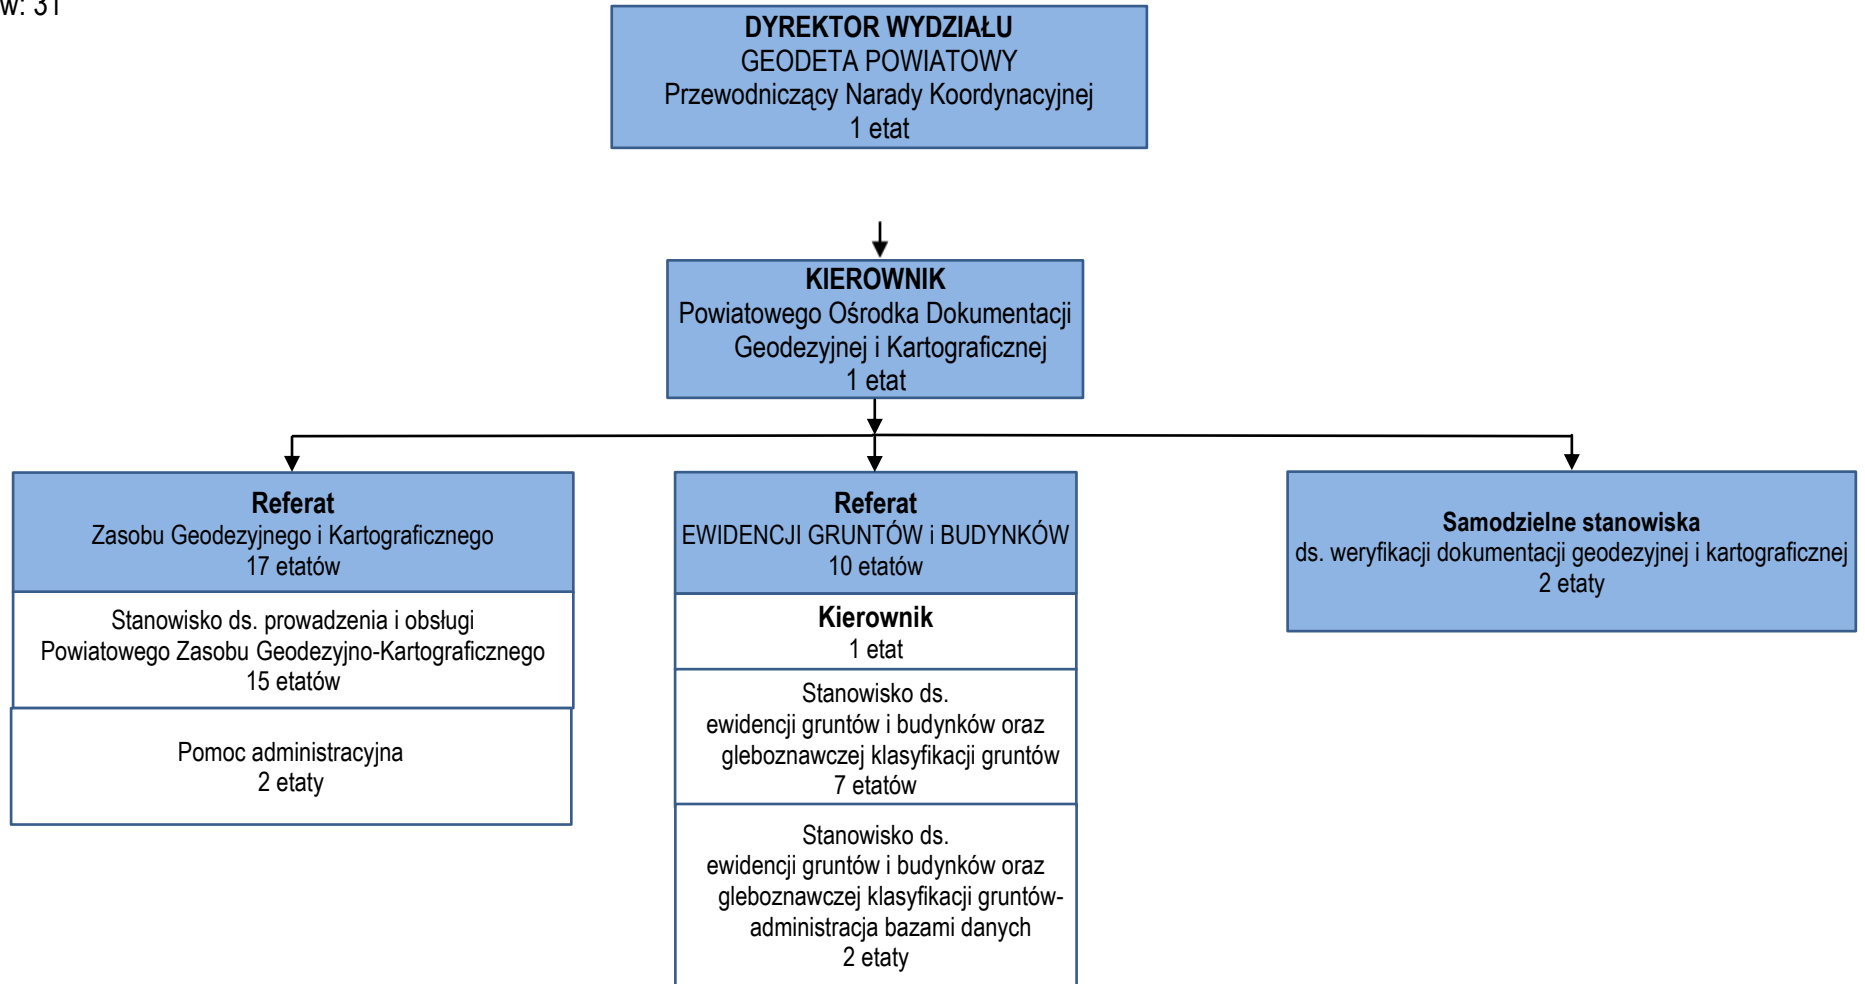 w: 31
DYREKTOR WYDZIAŁU
GEODETA POWIATOWY
Przewodniczący Narady Koordynacyjnej
1 etat
KIEROWNIK
Powiatowego Ośrodka Dokumentacji
Geodezyjnej i Kartograficznej
1 etat
Referat
Zasobu Geodezyjnego i Kartograficznego
17 etatów
Stanowisko ds. prowadzenia i obsługi
Powiatowego Zasobu Geodezyjno-Kartograficznego
15 etatów
Pomoc administracyjna
2 etaty
Referat
EWIDENCJI GRUNTÓW i BUDYNKÓW
10 etatów
Kierownik
1 etat
Stanowisko ds.
ewidencji gruntów i budynków oraz
gleboznawczej klasyfikacji gruntów
7 etatów
Stanowisko ds.
ewidencji gruntów i budynków oraz
gleboznawczej klasyfikacji gruntów-
administracja bazami danych
2 etaty
Samodzielne stanowiska
ds. weryfikacji dokumentacji geodezyjnej i kartograficznej
2 etaty